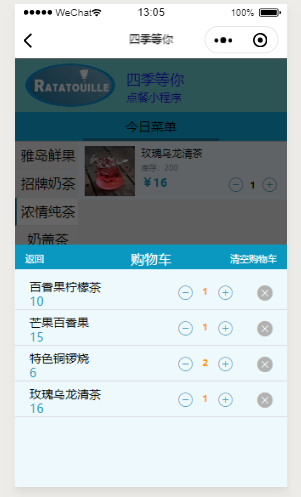 WeChat 13:05 100%
四季等你
RATATOUILLE
四季等你
点餐小程序
今日菜单
雅岛鲜果
招牌奶茶
浓情纯茶
奶盖茶
玫瑰乌龙清茶
库存: 200
¥16
1
返回 购物车 清空购物车
百香果柠檬茶
10
1
芒果百香果
15
1
特色铜锣烧
6
2
玫瑰乌龙清茶
16
1